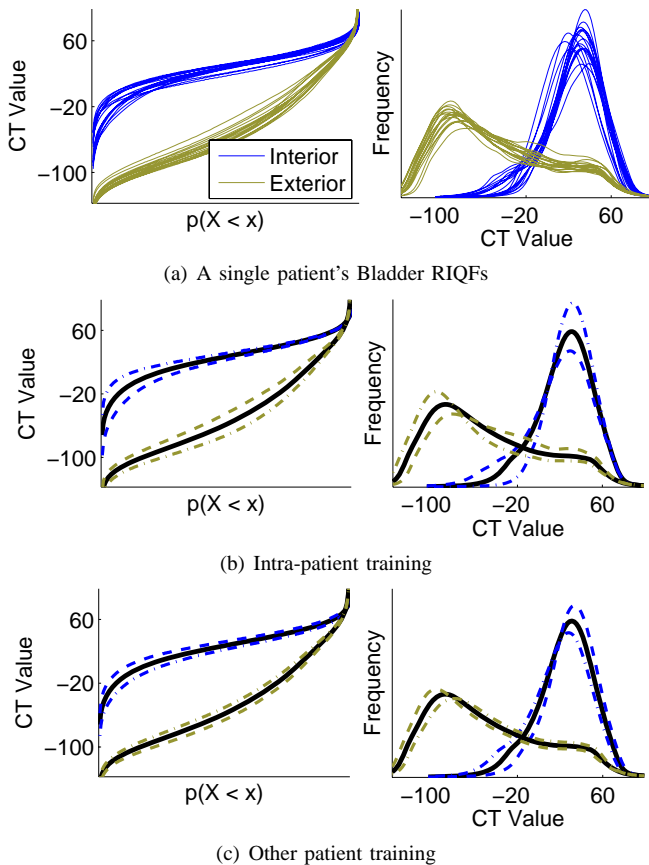 60
−20
−100
CT Value
Interior
Exterior
p(X < x)
Frequency
−100 −20 60
CT Value
(a) A single patient's Bladder RIQFs
60
−20
−100
CT Value
p(X < x)
Frequency
−100 −20 60
CT Value
(b) Intra-patient training
60
−20
−100
CT Value
p(X < x)
Frequency
−100 −20 60
CT Value
(c) Other patient training